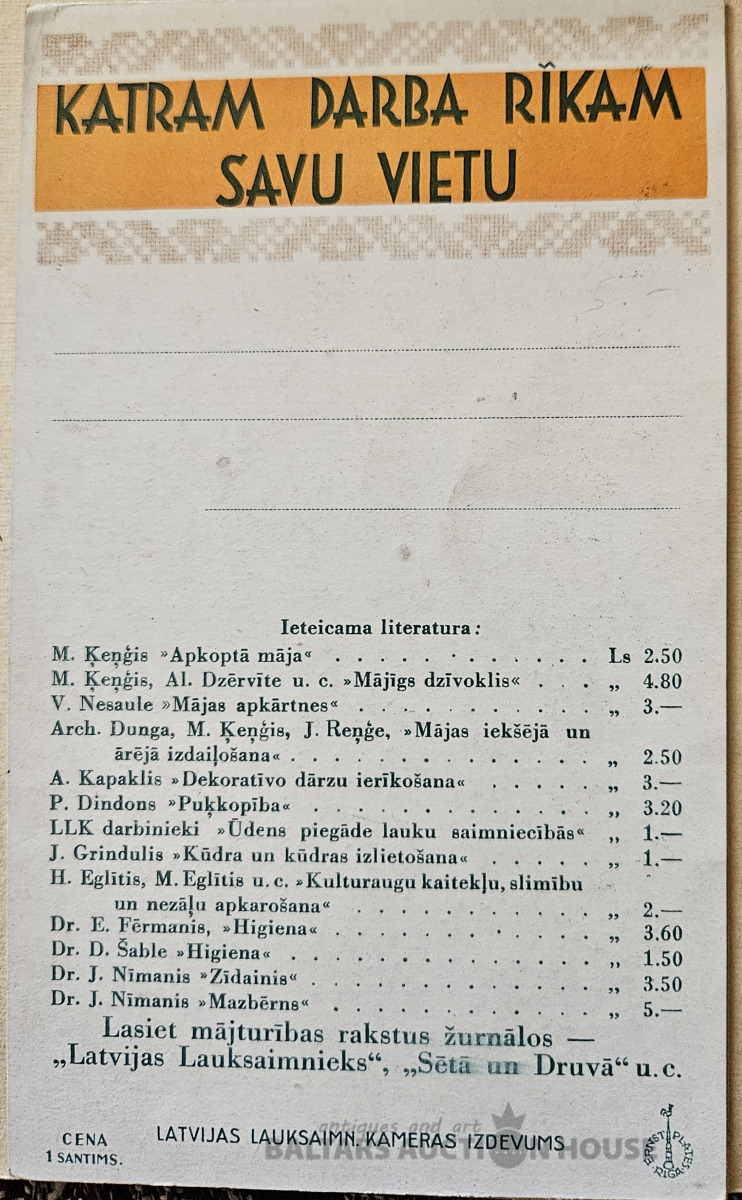 KATRAM DARBA RĪKAM
SAVU VIETU
Ieteicama literatura:
M. Ķeņģis »Apkoptā māja« . . . . . . . . . . . . Ls 2.50
M. Ķeņģis, Al. Dzērvīte u. c. »Mājīgs dzīvoklis« . . . „ 4.80
V. Nesaule »Mājas apkārtnes« . . . . . . . . . . . „ 3.—
Arch. Dunga, M. Ķeņģis, J. Reņģe, »Mājas iekšējā un
ārējā izdaiļošana« . . . . . . . . . . . . . „ 2.50
A. Kapaklis »Dekoratīvo dārzu ierīkošana« . . . . . „ 3.—
P. Dindons »Puķkopība« . . . . . . . . . . . . „ 3.20
LLK darbinieki »Ūdens piegāde lauku saimniecībās« „ 1.—
J. Grindulis »Kūdra un kūdras izlietošana« . . . . . „ 1.—
H. Eglītis, M. Eglītis u. c. »Kulturaugu kaitekļu, slimību
un nezāļu apkarošana« . . . . . . . . . . . „ 2.—
Dr. E. Fērmanis, »Higiena« . . . . . . . . . . . „ 3.60
Dr. D. Šable »Higiena« . . . . . . . . . . . . . „ 1.50
Dr. J. Nīmanis »Zīdainis« . . . . . . . . . . . . „ 3.50
Dr. J. Nīmanis »Mazbērns« . . . . . . . . . . . „ 5.—
Lasiet mājturības rakstus žurnālos —
„Latvijas Lauksaimnieks“, „Sētā un Druvā“ u. c.
CENA
1 SANTIMS.
LATVIJAS LAUKSAIMN. KAMERAS IZDEVUMS
antiques and art
BALTARS AUCTION HOUSE
ERNST PLATES RIGA